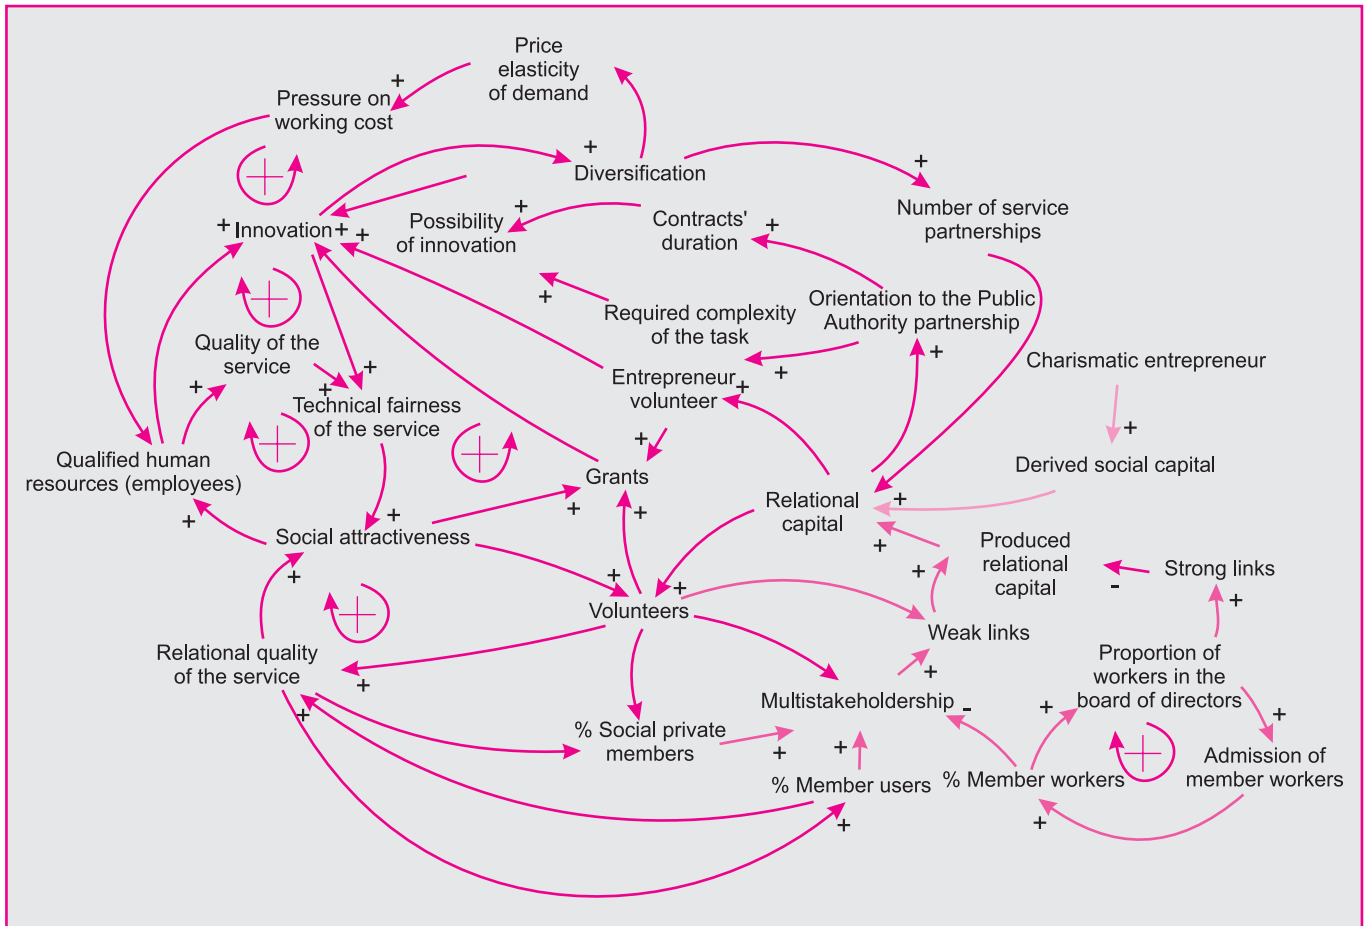 Price
elasticity
of demand
+
Pressure on
working cost
+
Diversification
+
+
Number of service
partnerships
+
Possibility
of innovation
Contracts'
duration
+
+ Innovation + +
+
Required complexity
of the task
Orientation to the Public
Authority partnership
+
+
Charismatic entrepreneur
Quality of the
service
+
+
+
Entrepreneur
volunteer
+
Technical fairness
of the service
+
+
Derived social capital
Qualified human
resources (employees)
+
Grants
+
+
Relational
capital
+
+
Social attractiveness
+
+
Produced
relational
capital
+
-
Strong links
+
+
+
Volunteers
+
Weak links
+
Relational quality
of the service
+
+
Proportion of
workers in the
board of directors
+
+
Multistakeholdership
-
% Social private
members
+
+
% Member users
+
% Member workers
+
Admission of
member workers